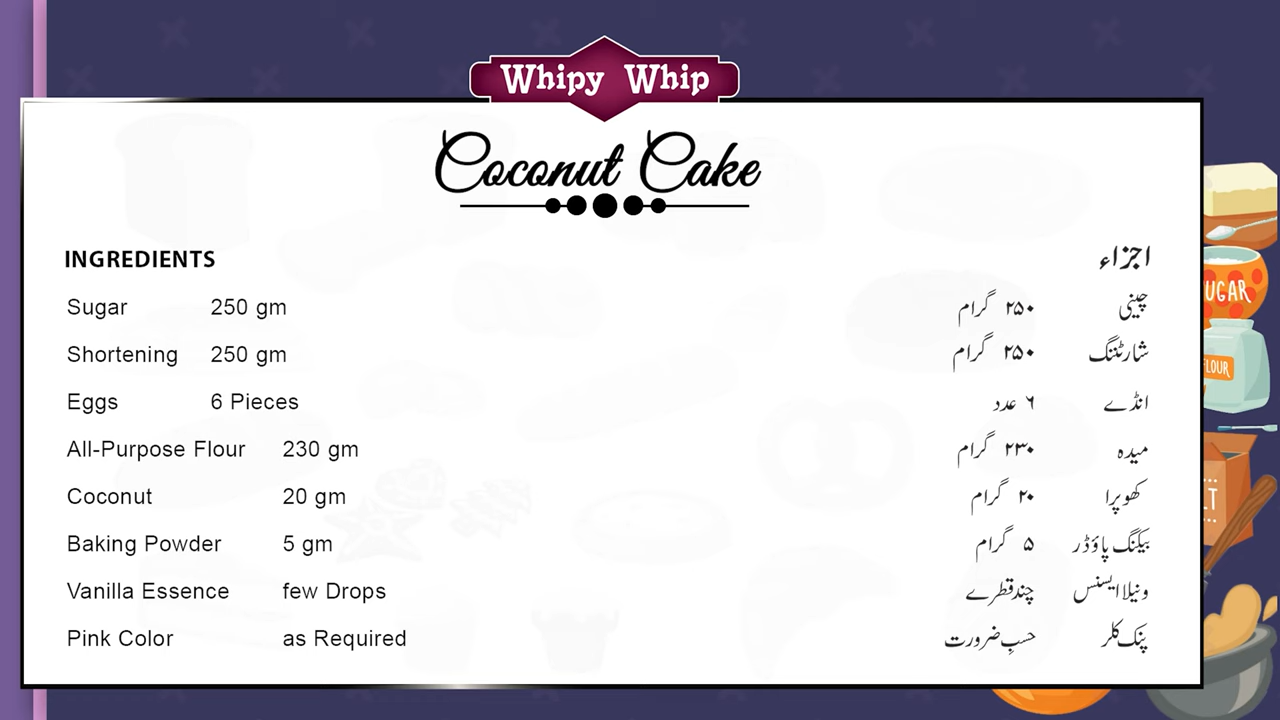 Whipy Whip
Coconut Cake
INGREDIENTS اجزاء
Sugar 250 gm چینی ۲۵۰ گرام
Shortening 250 gm شارٹننگ ۲۵۰ گرام
Eggs 6 Pieces انڈے ۶ عدد
All-Purpose Flour 230 gm میدہ ۲۳۰ گرام
Coconut 20 gm کھوپرا ۲۰ گرام
Baking Powder 5 gm بیکنگ پاؤڈر ۵ گرام
Vanilla Essence few Drops ونیلا ایسنس چند قطرے
Pink Color as Required پنک کلر حسبِ ضرورت
UGAR
FLOUR
LT